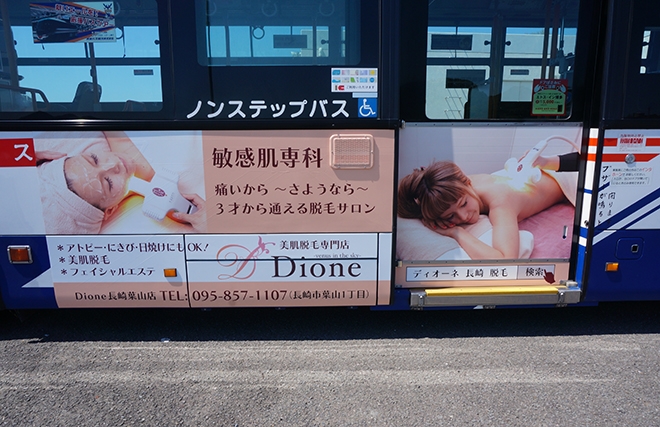 ノンステップバス
ス
敏感肌専科
痛いから 〜さようなら〜
3才から通える脱毛サロン
＊アトピー・にきび・日焼けにもOK!
＊美肌脱毛
＊フェイシャルエステ
美肌脱毛専門店
-venus in the sky-
Dione
Dione長崎葉山店 TEL: 095-857-1107(長崎市葉山1丁目)
ディオーネ 長崎 脱毛 検索